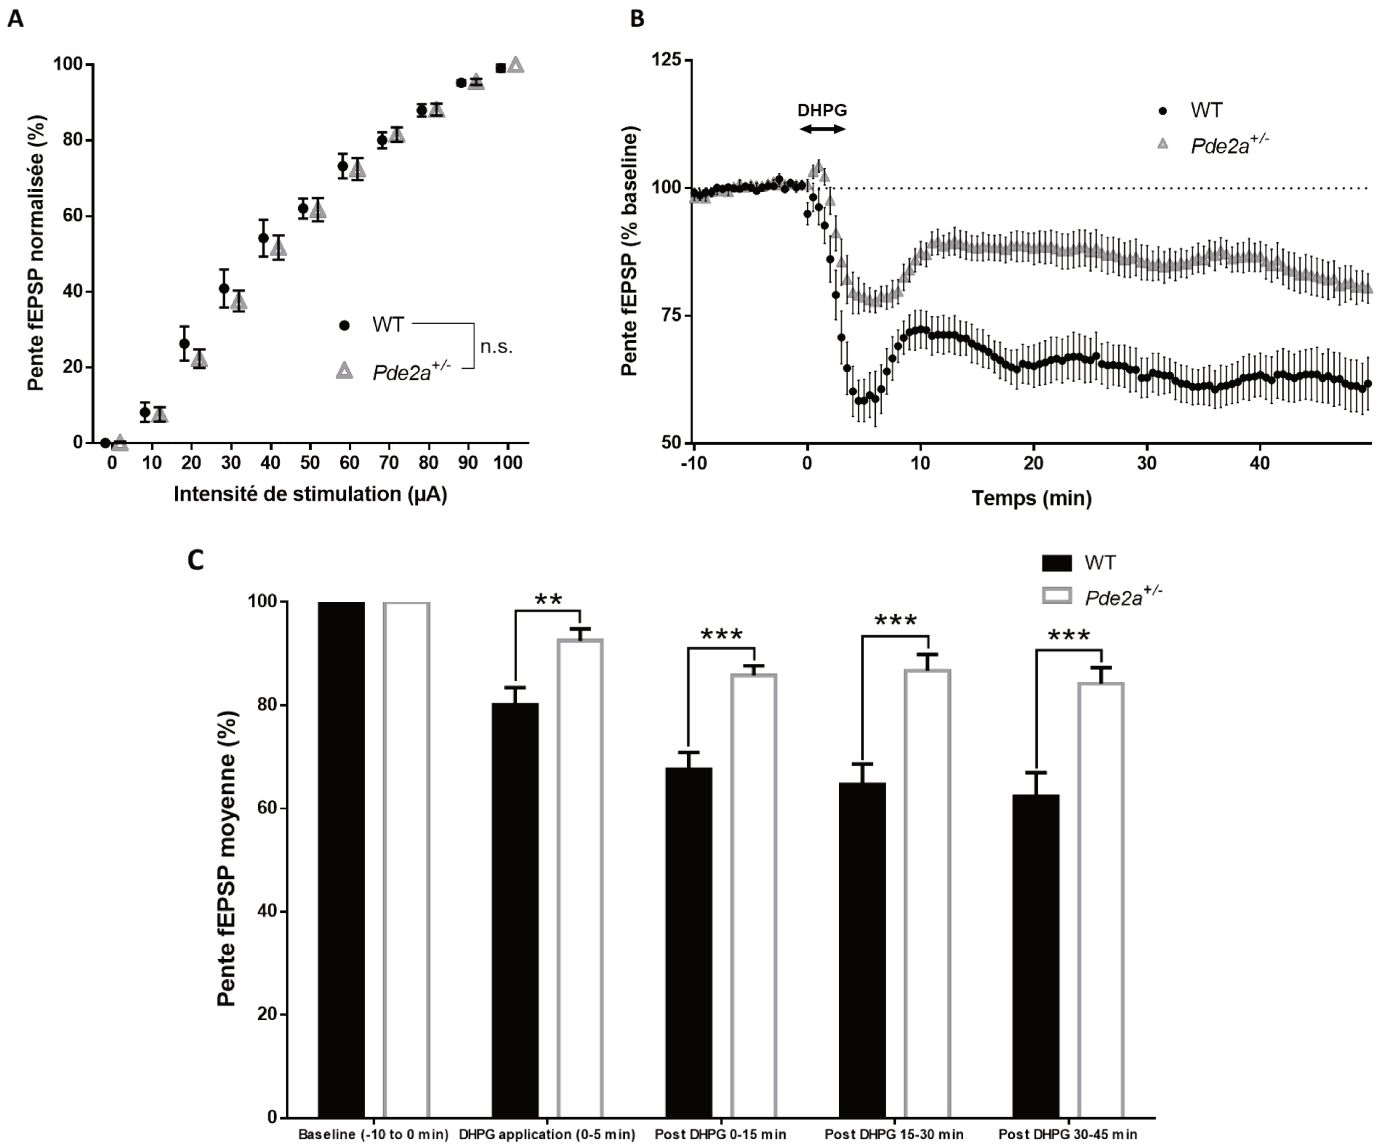 A
Pente fEPSP normalisée (%)
100
80
60
40
20
0
WT
Pde2a+/-
n.s.
0 10 20 30 40 50 60 70 80 90 100
Intensité de stimulation (µA)
B
Pente fEPSP (% baseline)
125
100
75
50
DHPG
WT
Pde2a+/-
-10 0 10 20 30 40
Temps (min)
C
WT
Pde2a+/-
Pente fEPSP moyenne (%)
100
80
60
40
20
0
** *** *** ***
Baseline (-10 to 0 min) DHPG application (0-5 min) Post DHPG 0-15 min Post DHPG 15-30 min Post DHPG 30-45 min